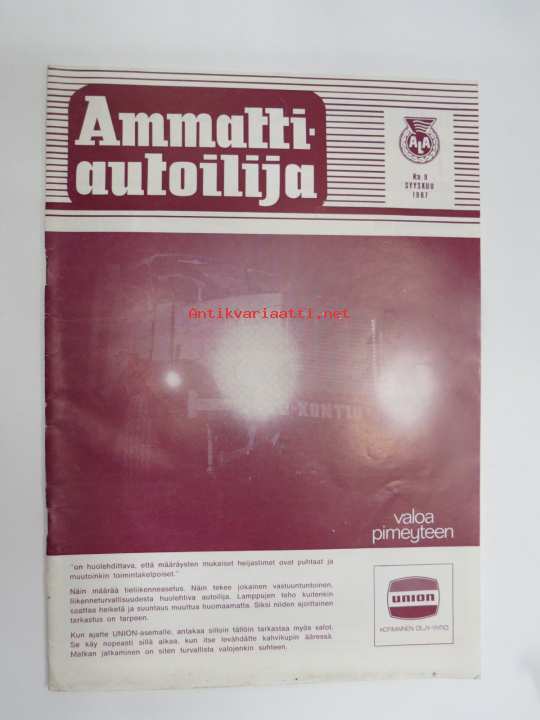 Ammatti-
autoilija
ALA
No 9
SYYSKUU
1967
Antikvariaatti.net
valoa
pimeyteen
"on huolehdittava, että määräysten mukaiset heijastimet ovat puhtaat ja
muutoinkin toimintakelpoiset."
Näin määrää tieliikenneasetus. Näin tekee jokainen vastuuntuntoinen,
liikenneturvallisuudesta huolehtiva autoilija. Lamppujen teho kuitenkin
saattaa heiketä ja suuntaus muuttua huomaamatta. Siksi niiden ajoittainen
tarkastus on tarpeen.
Kun ajatte UNION-asemalle, antakaa silloin tällöin tarkastaa myös valot.
Se käy nopeasti sillä aikaa, kun itse levähdätte kahvikupin ääressä.
Matkan jatkaminen on siten turvallista valojenkin suhteen.
UNION
KOTIMAINEN ÖLJY-YHTIÖ